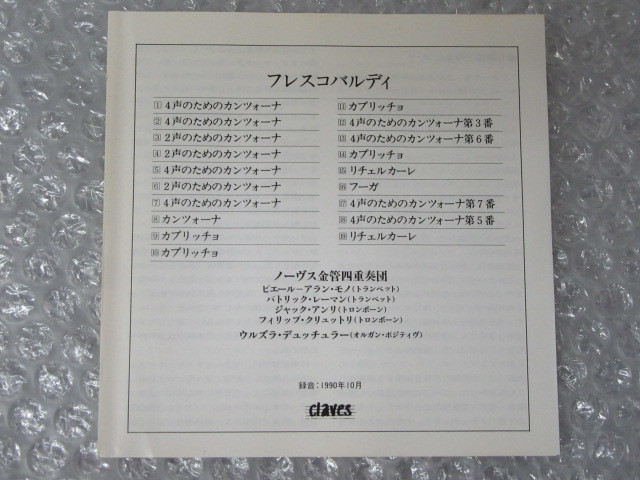 フレスコバルディ
1 4声のためのカンツォーナ
2 4声のためのカンツォーナ
3 2声のためのカンツォーナ
4 2声のためのカンツォーナ
5 4声のためのカンツォーナ
6 2声のためのカンツォーナ
7 4声のためのカンツォーナ
8 カンツォーナ
9 カプリッチョ
10 カプリッチョ
11 カプリッチョ
12 4声のためのカンツォーナ第3番
13 4声のためのカンツォーナ第6番
14 カプリッチョ
15 リチェルカーレ
16 フーガ
17 4声のためのカンツォーナ第7番
18 4声のためのカンツォーナ第5番
19 リチェルカーレ
ノーヴス金管四重奏団
ピエール－アラン・モノ(トランペット)
パトリック・レーマン(トランペット)
ジャック・アンリ(トロンボーン)
フィリップ・クリュットリ(トロンボーン)
ウルズラ・デュッチュラー(オルガン・ポジティヴ)
録音：1990年10月
claves